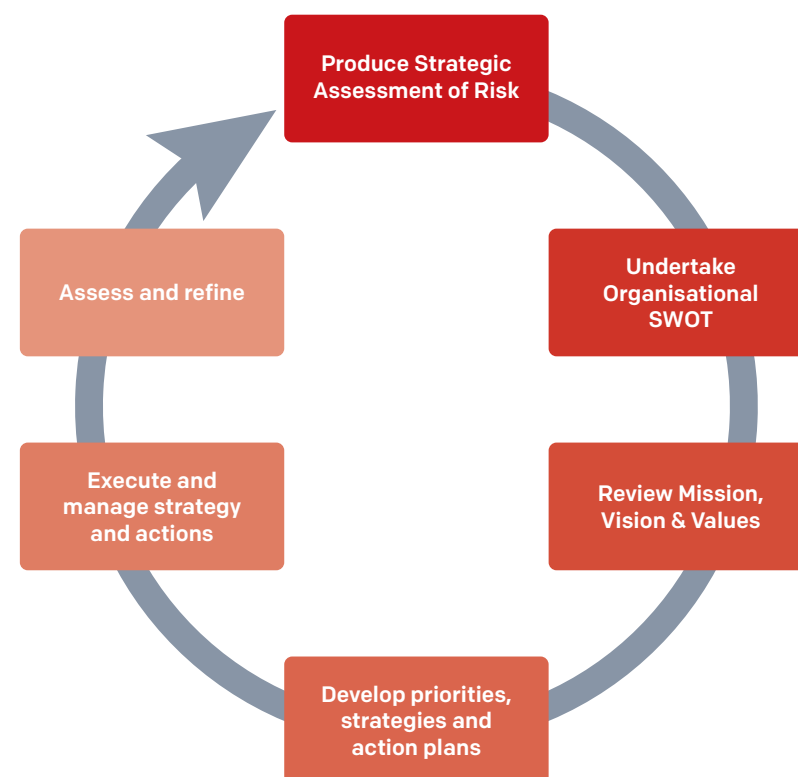 Produce Strategic
Assessment of Risk
Undertake
Organisational
SWOT
Review Mission,
Vision & Values
Develop priorities,
strategies and
action plans
Execute and
manage strategy
and actions
Assess and refine